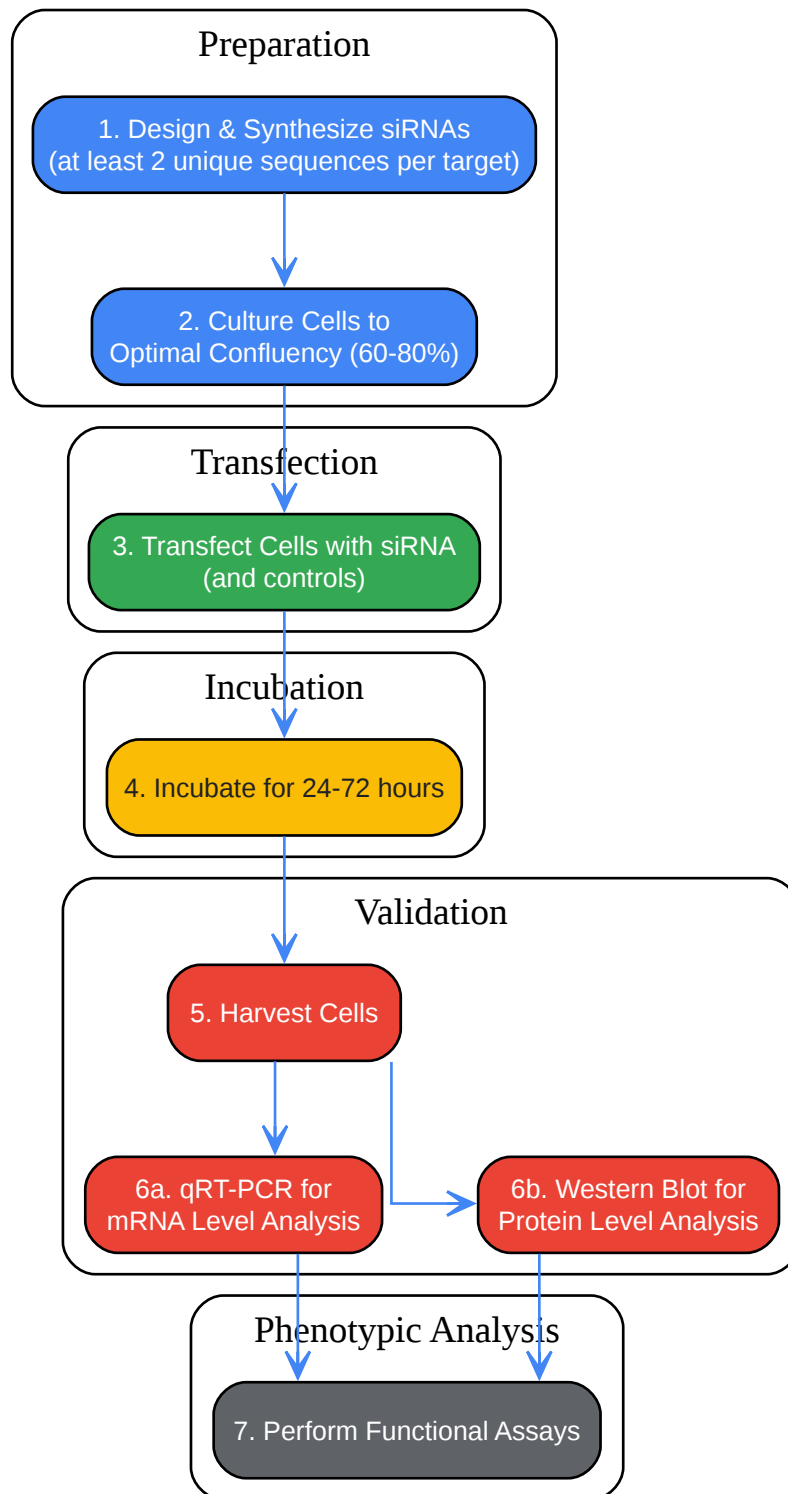 Preparation
1. Design & Synthesize siRNAs
(at least 2 unique sequences per target)
2. Culture Cells to
Optimal Confluency (60-80%)
Transfection
3. Transfect Cells with siRNA
(and controls)
Incubation
4. Incubate for 24-72 hours
Validation
5. Harvest Cells
6a. qRT-PCR for
mRNA Level Analysis
6b. Western Blot for
Protein Level Analysis
Phenotypic Analysis
7. Perform Functional Assays